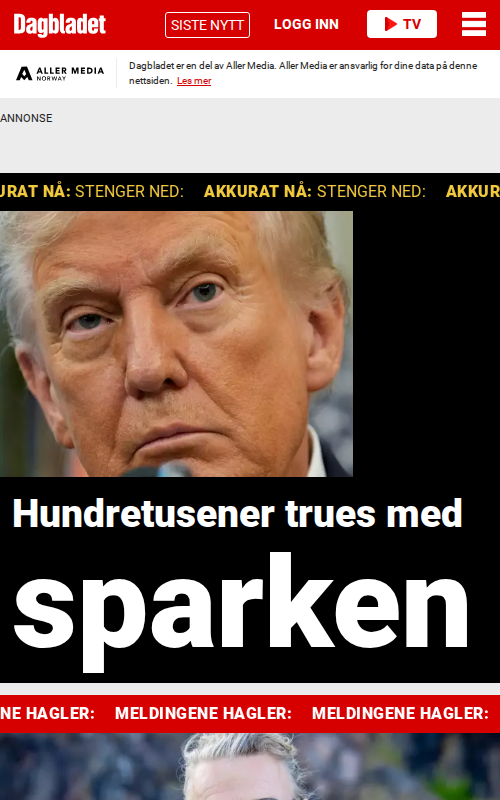 Dagbladet SISTE NYTT LOGG INN TV
ALLER MEDIA
NORWAY
Dagbladet er en del av Aller Media. Aller Media er ansvarlig for dine data på denne
nettsiden. Les mer
ANNONSE
URAT NÅ: STENGER NED: AKKURAT NÅ: STENGER NED: AKKUR
Hundretusener trues med
sparken
NE HAGLER: MELDINGENE HAGLER: MELDINGENE HAGLER: